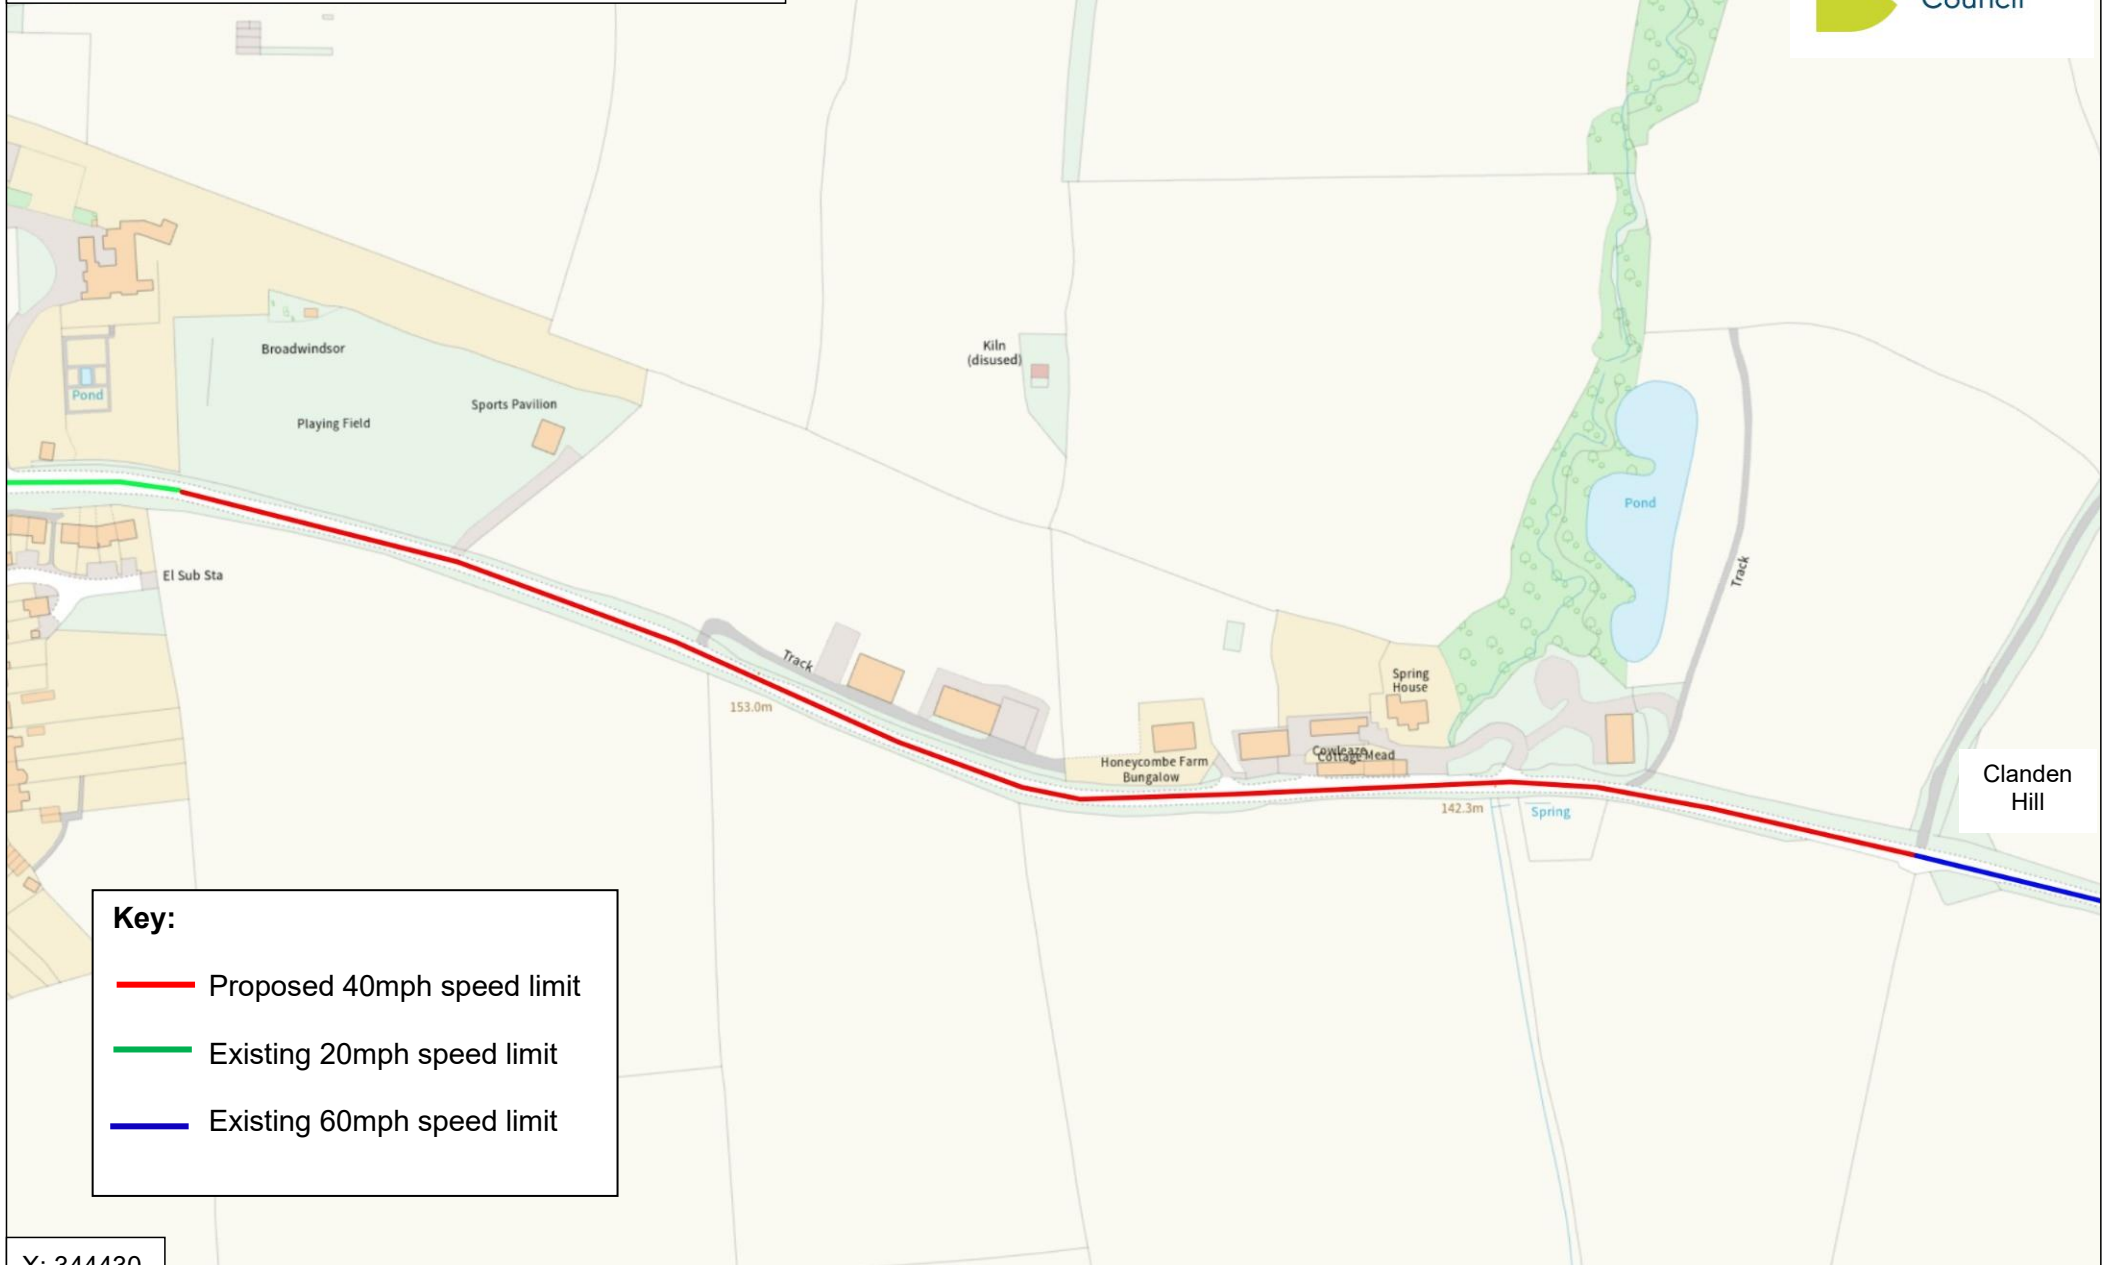 Council
Broadwindsor
Pond
Playing Field
Sports Pavilion
Kiln
(disused)
Pond
Track
El Sub Sta
Track
153.0m
Spring
House
Cowleaze
Cottage Mead
Honeycombe Farm
Bungalow
142.3m
Spring
Clanden
Hill
Key:
Proposed 40mph speed limit
Existing 20mph speed limit
Existing 60mph speed limit
X: 344430